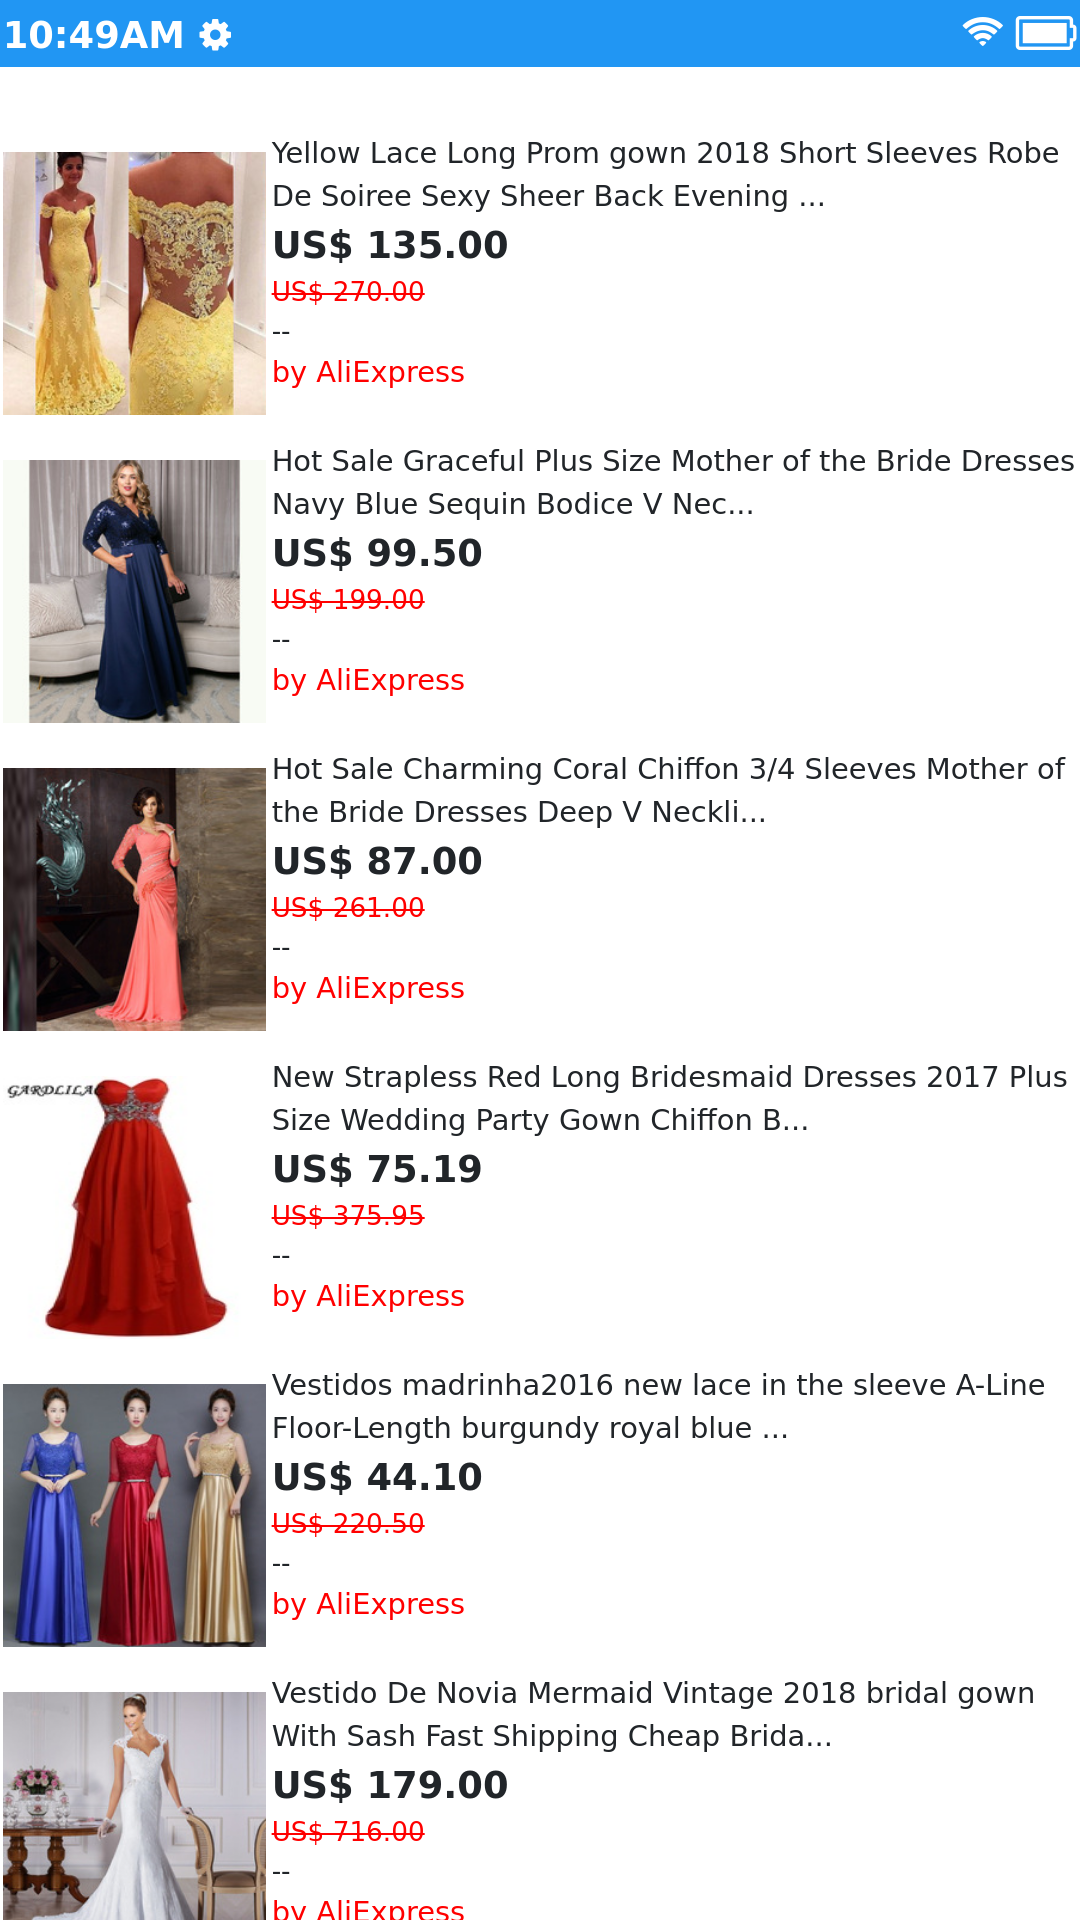 10:49AM
Yellow Lace Long Prom gown 2018 Short Sleeves Robe
De Soiree Sexy Sheer Back Evening ...
US$ 135.00
US$ 270.00
--
by AliExpress
Hot Sale Graceful Plus Size Mother of the Bride Dresses
Navy Blue Sequin Bodice V Nec...
US$ 99.50
US$ 199.00
--
by AliExpress
Hot Sale Charming Coral Chiffon 3/4 Sleeves Mother of
the Bride Dresses Deep V Neckli...
US$ 87.00
US$ 261.00
--
by AliExpress
GARDLILAC
New Strapless Red Long Bridesmaid Dresses 2017 Plus
Size Wedding Party Gown Chiffon B...
US$ 75.19
US$ 375.95
--
by AliExpress
Vestidos madrinha2016 new lace in the sleeve A-Line
Floor-Length burgundy royal blue ...
US$ 44.10
US$ 220.50
--
by AliExpress
Vestido De Novia Mermaid Vintage 2018 bridal gown
With Sash Fast Shipping Cheap Brida...
US$ 179.00
US$ 716.00
--
by AliExpress